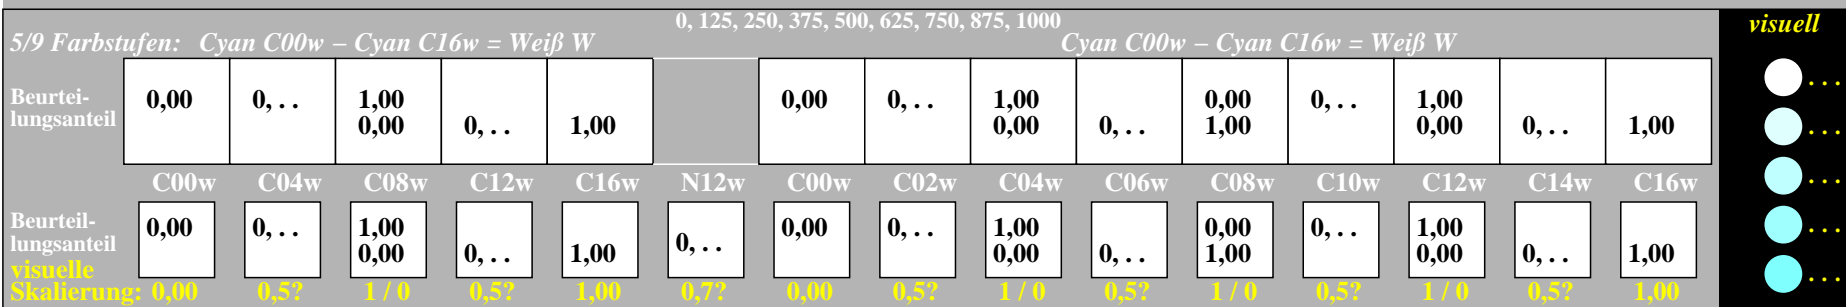 0, 125, 250, 375, 500, 625, 750, 875, 1000
5/9 Farbstufen: Cyan C00w – Cyan C16w = Weiß W
Cyan C00w – Cyan C16w = Weiß W
visuell
Beurtei-
lungsanteil
0,00 0, . . 1,00 0,00 0, . . 0,00 0, . . 1,00
0,00 0, . . 1,00 1,00 0,00 1,00 0,00 0, . . 1,00
C00w C04w C08w C12w C16w N12w C00w C02w C04w C06w C08w C10w C12w C14w C16w
Beurteil-
lungsanteil
0,00 0, . . 1,00 0,00 0, . . 1,00 0,00 0, . . 1,00
0,00 0, . . 1,00 0, . . 0,00 0, . . 1,00 0,00 0, . . 1,00
visuelle
Skalierung: 0,00 0,5? 1 / 0 0,5? 1,00 0,7? 0,00 0,5? 1 / 0 0,5? 1 / 0 0,5? 1 / 0 0,5? 1,00
. . .
. . .
. . .
. . .
. . .